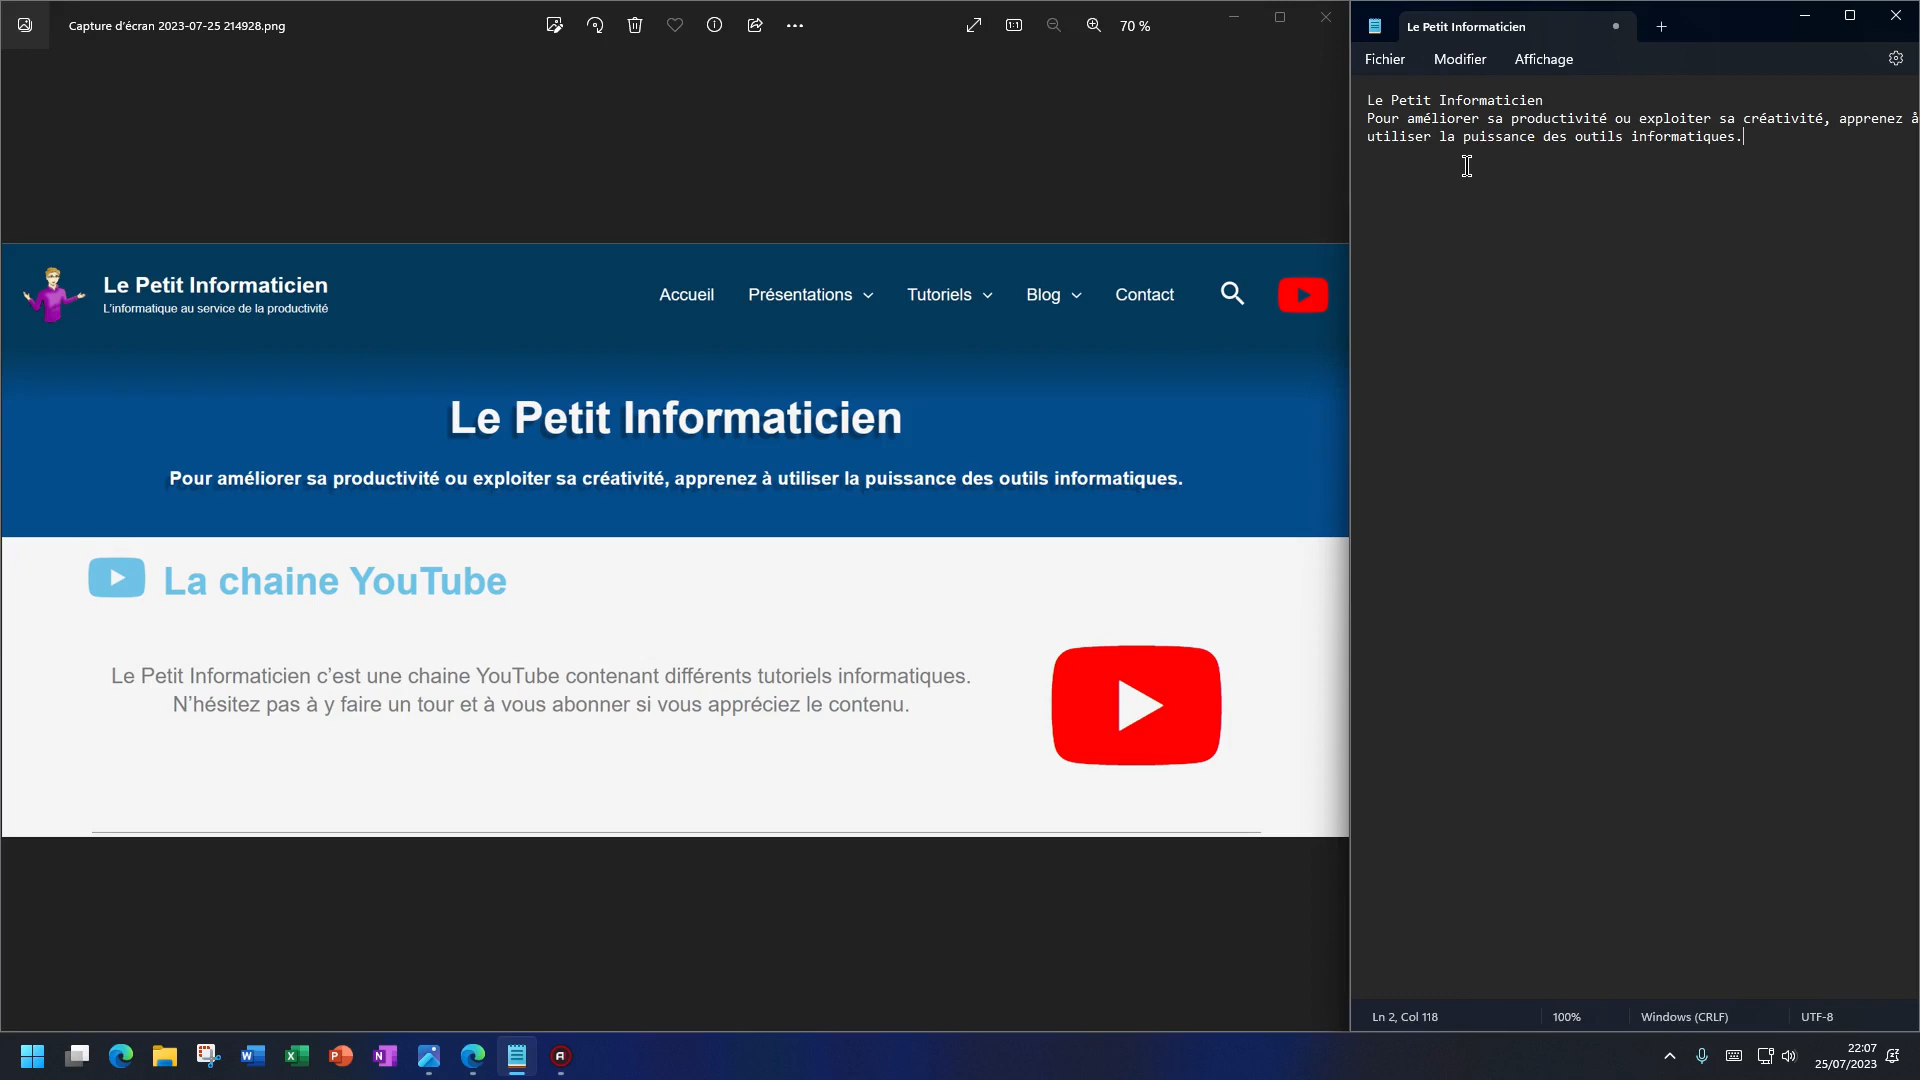 Capture d'écran 2023-07-25 214928.png
70 %
Le Petit Informaticien
Fichier Modifier Affichage
Le Petit Informaticien
Pour améliorer sa productivité ou exploiter sa créativité, apprenez à
utiliser la puissance des outils informatiques.
Le Petit Informaticien
L'informatique au service de la productivité
Accueil Présentations Tutoriels Blog Contact
Le Petit Informaticien
Pour améliorer sa productivité ou exploiter sa créativité, apprenez à utiliser la puissance des outils informatiques.
La chaine YouTube
Le Petit Informaticien c’est une chaine YouTube contenant différents tutoriels informatiques.
N’hésitez pas à y faire un tour et à vous abonner si vous appréciez le contenu.
Ln 2, Col 118 100% Windows (CRLF) UTF-8
22:07
25/07/2023